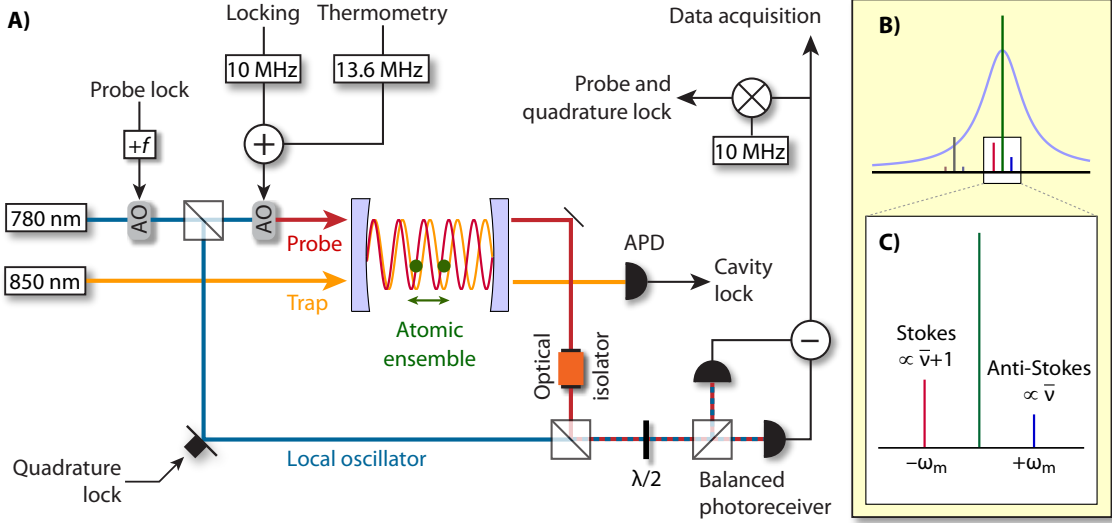 A)
Locking
Thermometry
10 MHz
13.6 MHz
Probe lock
+f
+
780 nm
AO
AO
Probe
850 nm
Trap
Atomic
ensemble
APD
Cavity
lock
Data acquisition
Probe and
quadrature lock
10 MHz
Optical
isolator
−
Quadrature
lock
Local oscillator
λ/2
Balanced
photoreceiver
B)
C)
Stokes
∝ ν̅+1
Anti-Stokes
∝ ν̅
−ωm
+ωm